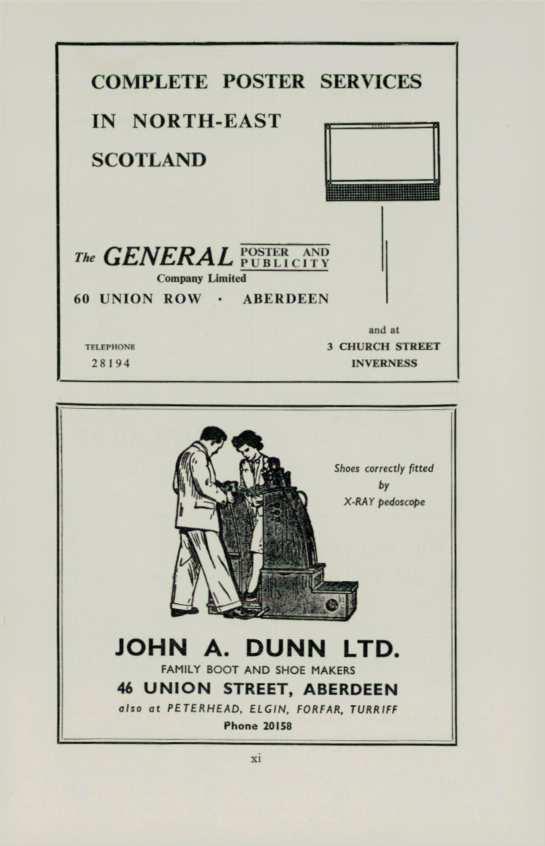 COMPLETE POSTER SERVICES
IN NORTH-EAST
SCOTLAND
The GENERAL POSTER AND
PUBLICITY
Company Limited
60 UNION ROW · ABERDEEN
TELEPHONE
28194
and at
3 CHURCH STREET
INVERNESS
Shoes correctly fitted
by
X-RAY pedoscope
JOHN A. DUNN LTD.
FAMILY BOOT AND SHOE MAKERS
46 UNION STREET, ABERDEEN
also at PETERHEAD, ELGIN, FORFAR, TURRIFF
Phone 20158
xi